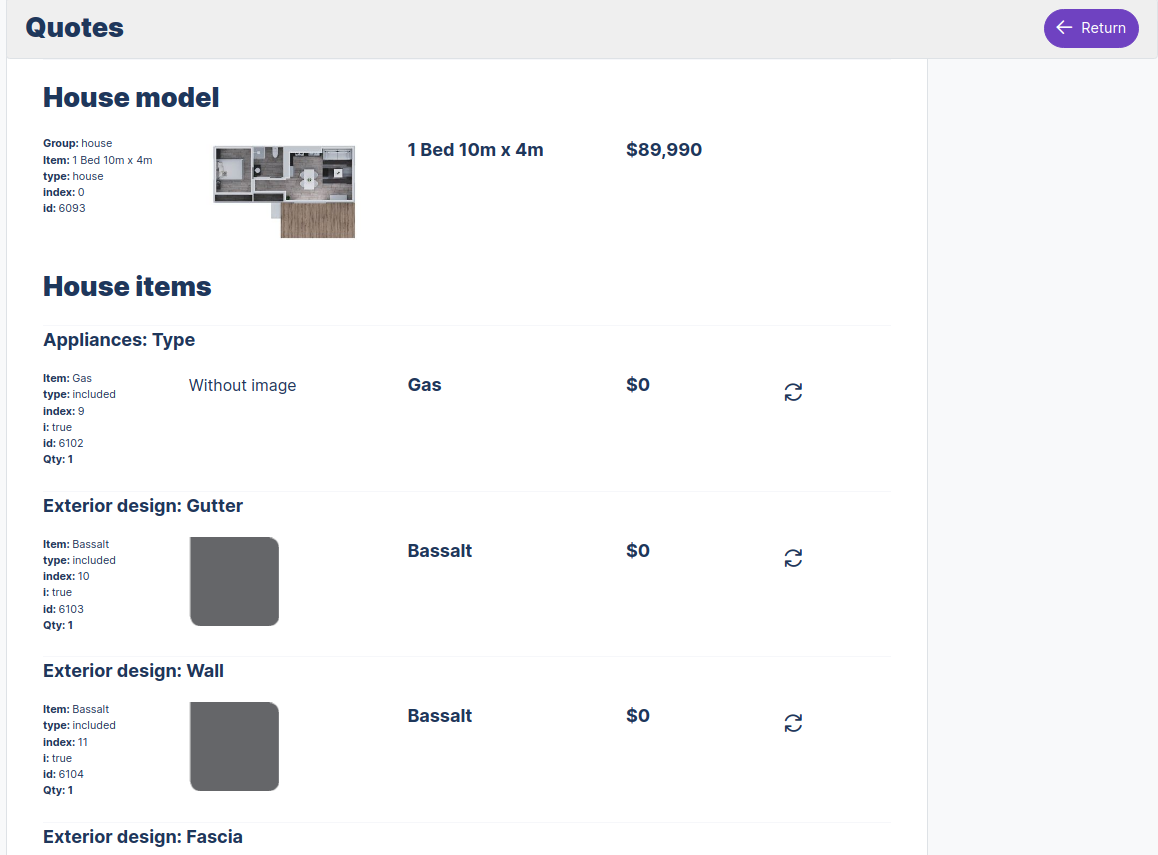 Quotes
Return
House model
Group: house
Item: 1 Bed 10m x 4m
type: house
index: 0
id: 6093
1 Bed 10m x 4m
$89,990
House items
Appliances: Type
Item: Gas
type: included
index: 9
i: true
id: 6102
Qty: 1
Without image
Gas
$0
Exterior design: Gutter
Item: Bassalt
type: included
index: 10
i: true
id: 6103
Qty: 1
Bassalt
$0
Exterior design: Wall
Item: Bassalt
type: included
index: 11
i: true
id: 6104
Qty: 1
Bassalt
$0
Exterior design: Fascia